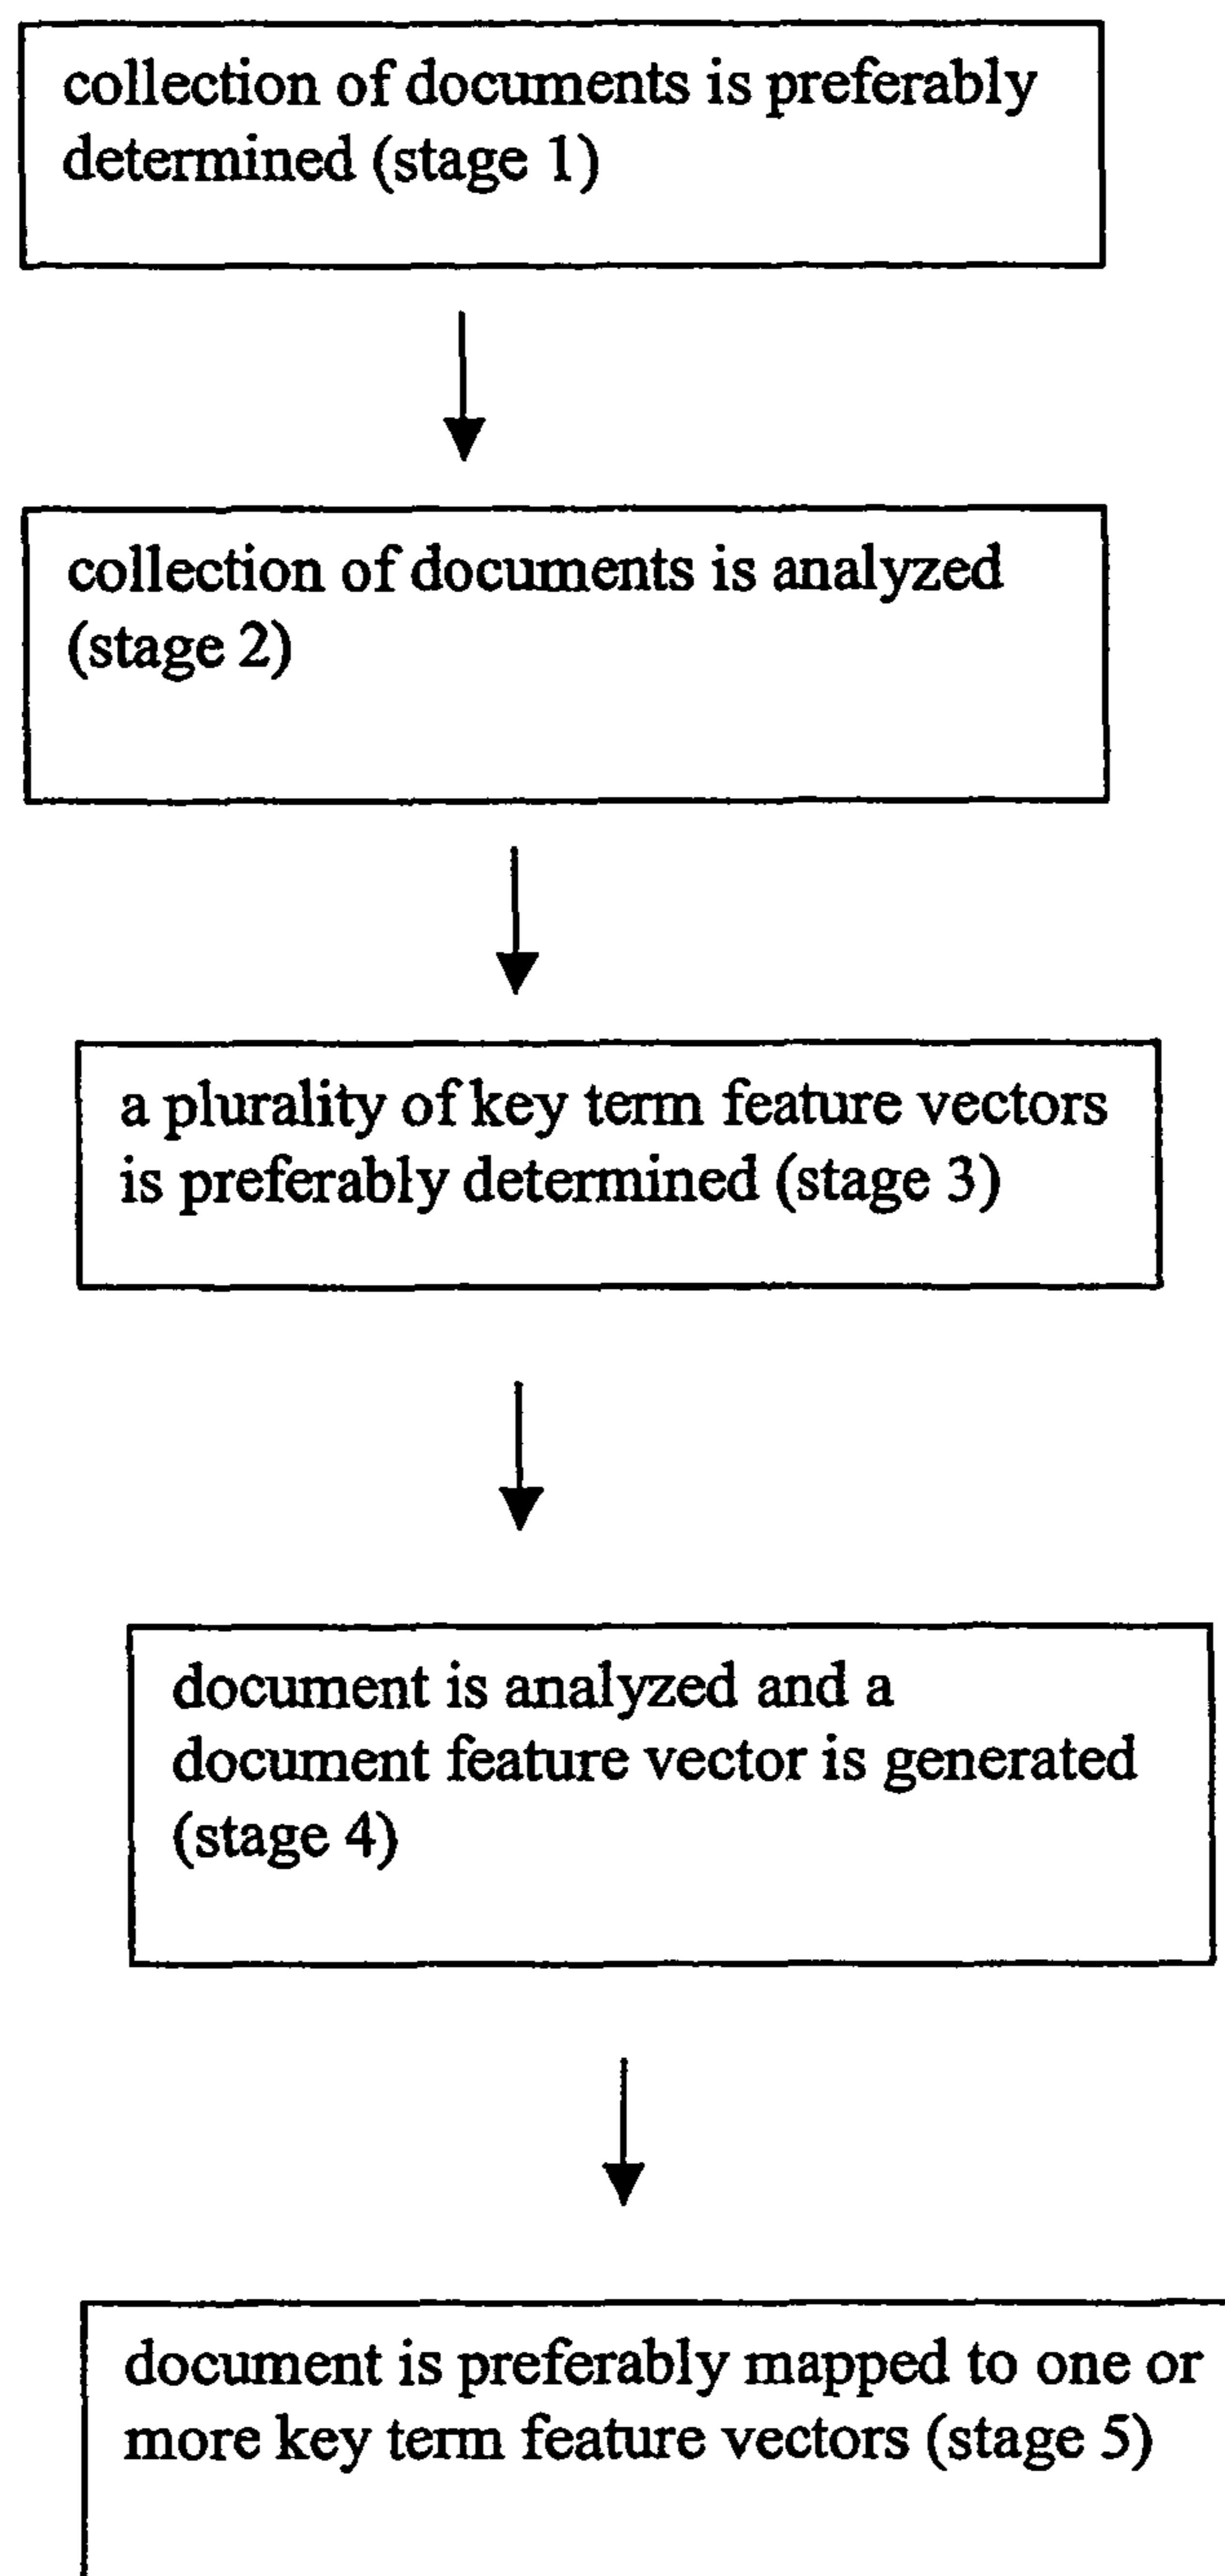 collection of documents is preferably
determined (stage 1)
collection of documents is analyzed
(stage 2)
a plurality of key term feature vectors
is preferably determined (stage 3)
document is analyzed and a
document feature vector is generated
(stage 4)
document is preferably mapped to one or
more key term feature vectors (stage 5)